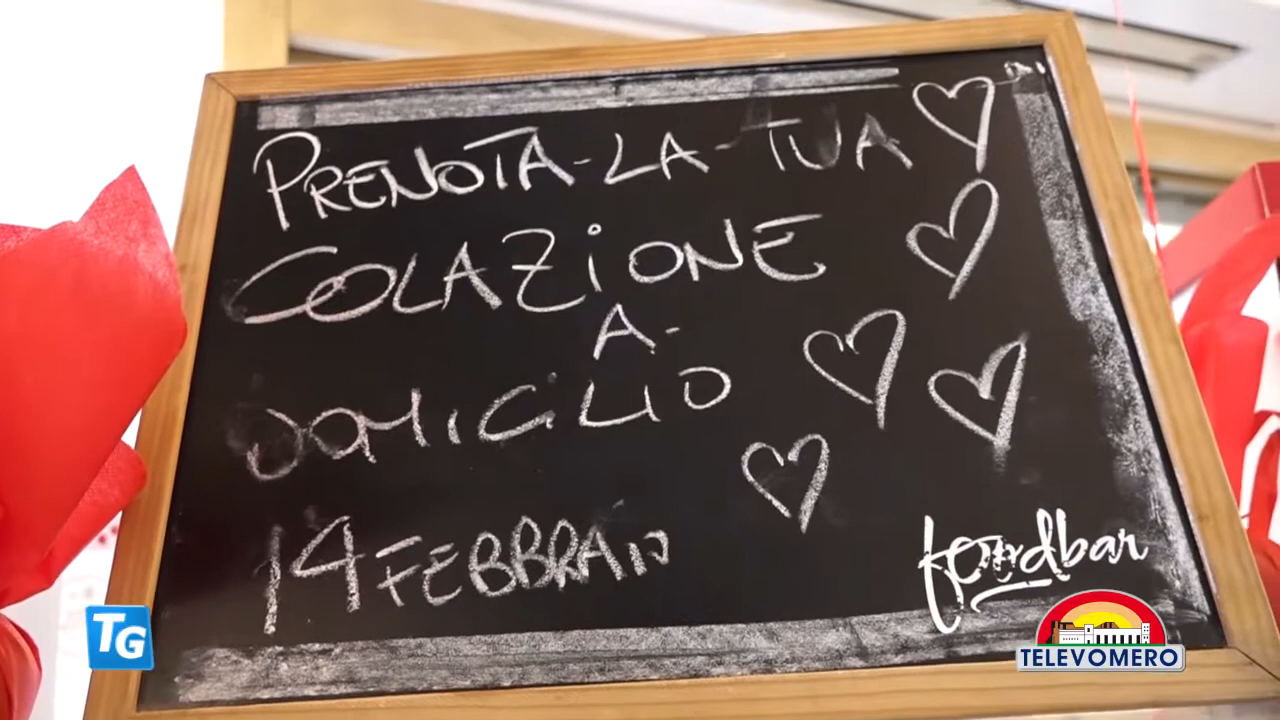 PRENOTA-LA-TUA
COLAZIONE
A-
DOMICILIO
14 FEBBRAIO
foodbar
TG
TELEVOMERO